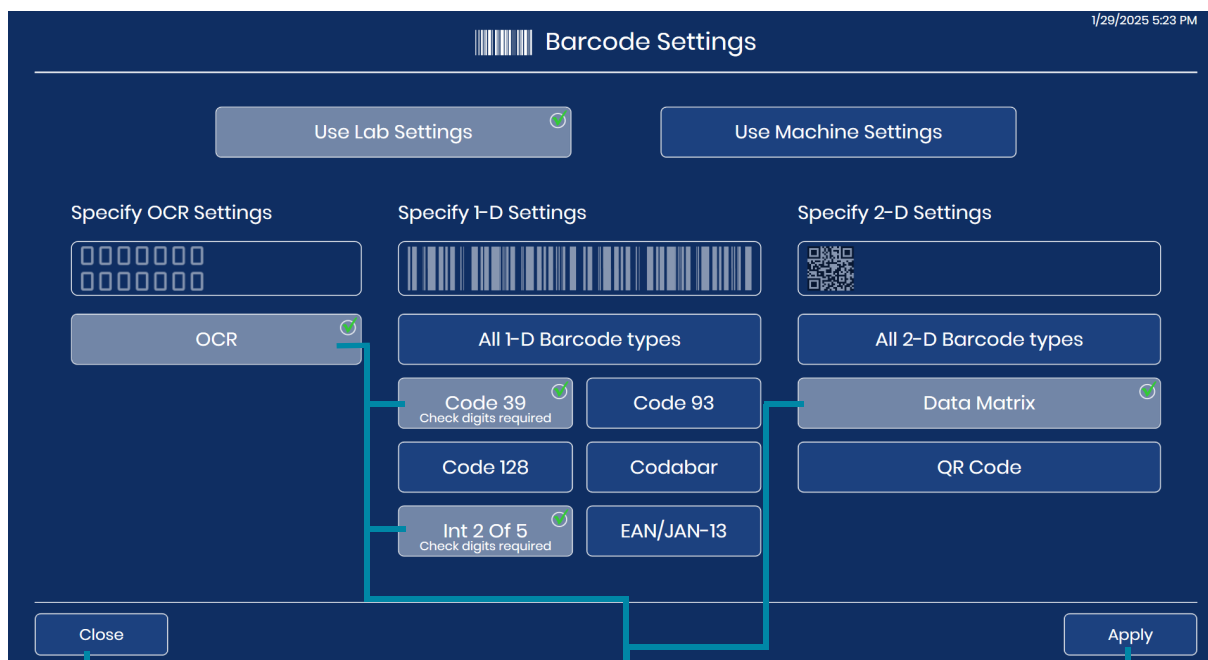 1/29/2025 5:23 PM
Barcode Settings
Use Lab Settings
Use Machine Settings
Specify OCR Settings
Specify 1-D Settings
Specify 2-D Settings
0000000
0000000
OCR
All 1-D Barcode types
All 2-D Barcode types
Code 39
Check digits required
Code 93
Data Matrix
Code 128
Codabar
QR Code
Int 2 Of 5
Check digits required
EAN/JAN-13
Close
Apply